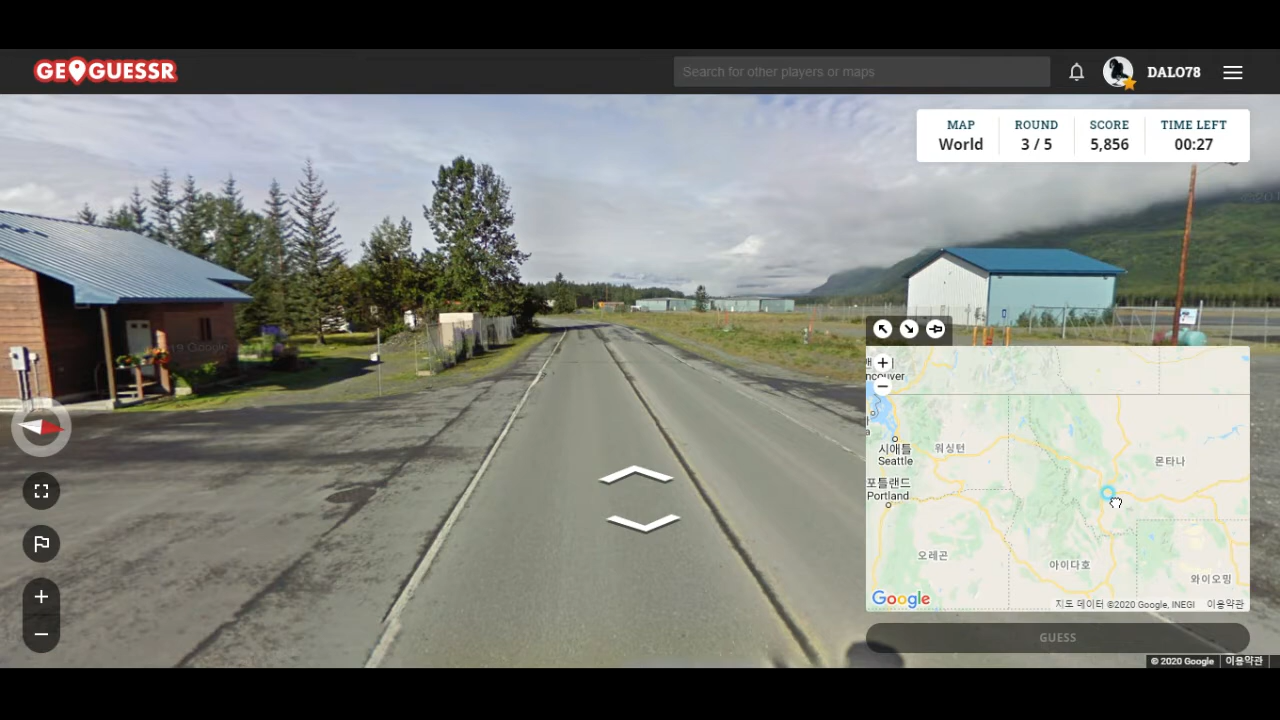 GEOGUESSR
Search for other players or maps
DALO78
MAP ROUND SCORE TIME LEFT
World 3 / 5 5,856 00:27
ncouver
시애틀
Seattle
워싱턴
몬타나
포틀랜드
Portland
오레곤
아이다호
와이오밍
Google
지도 데이터 ©2020 Google, INEGI 이용약관
GUESS
© 2020 Google 이용약관